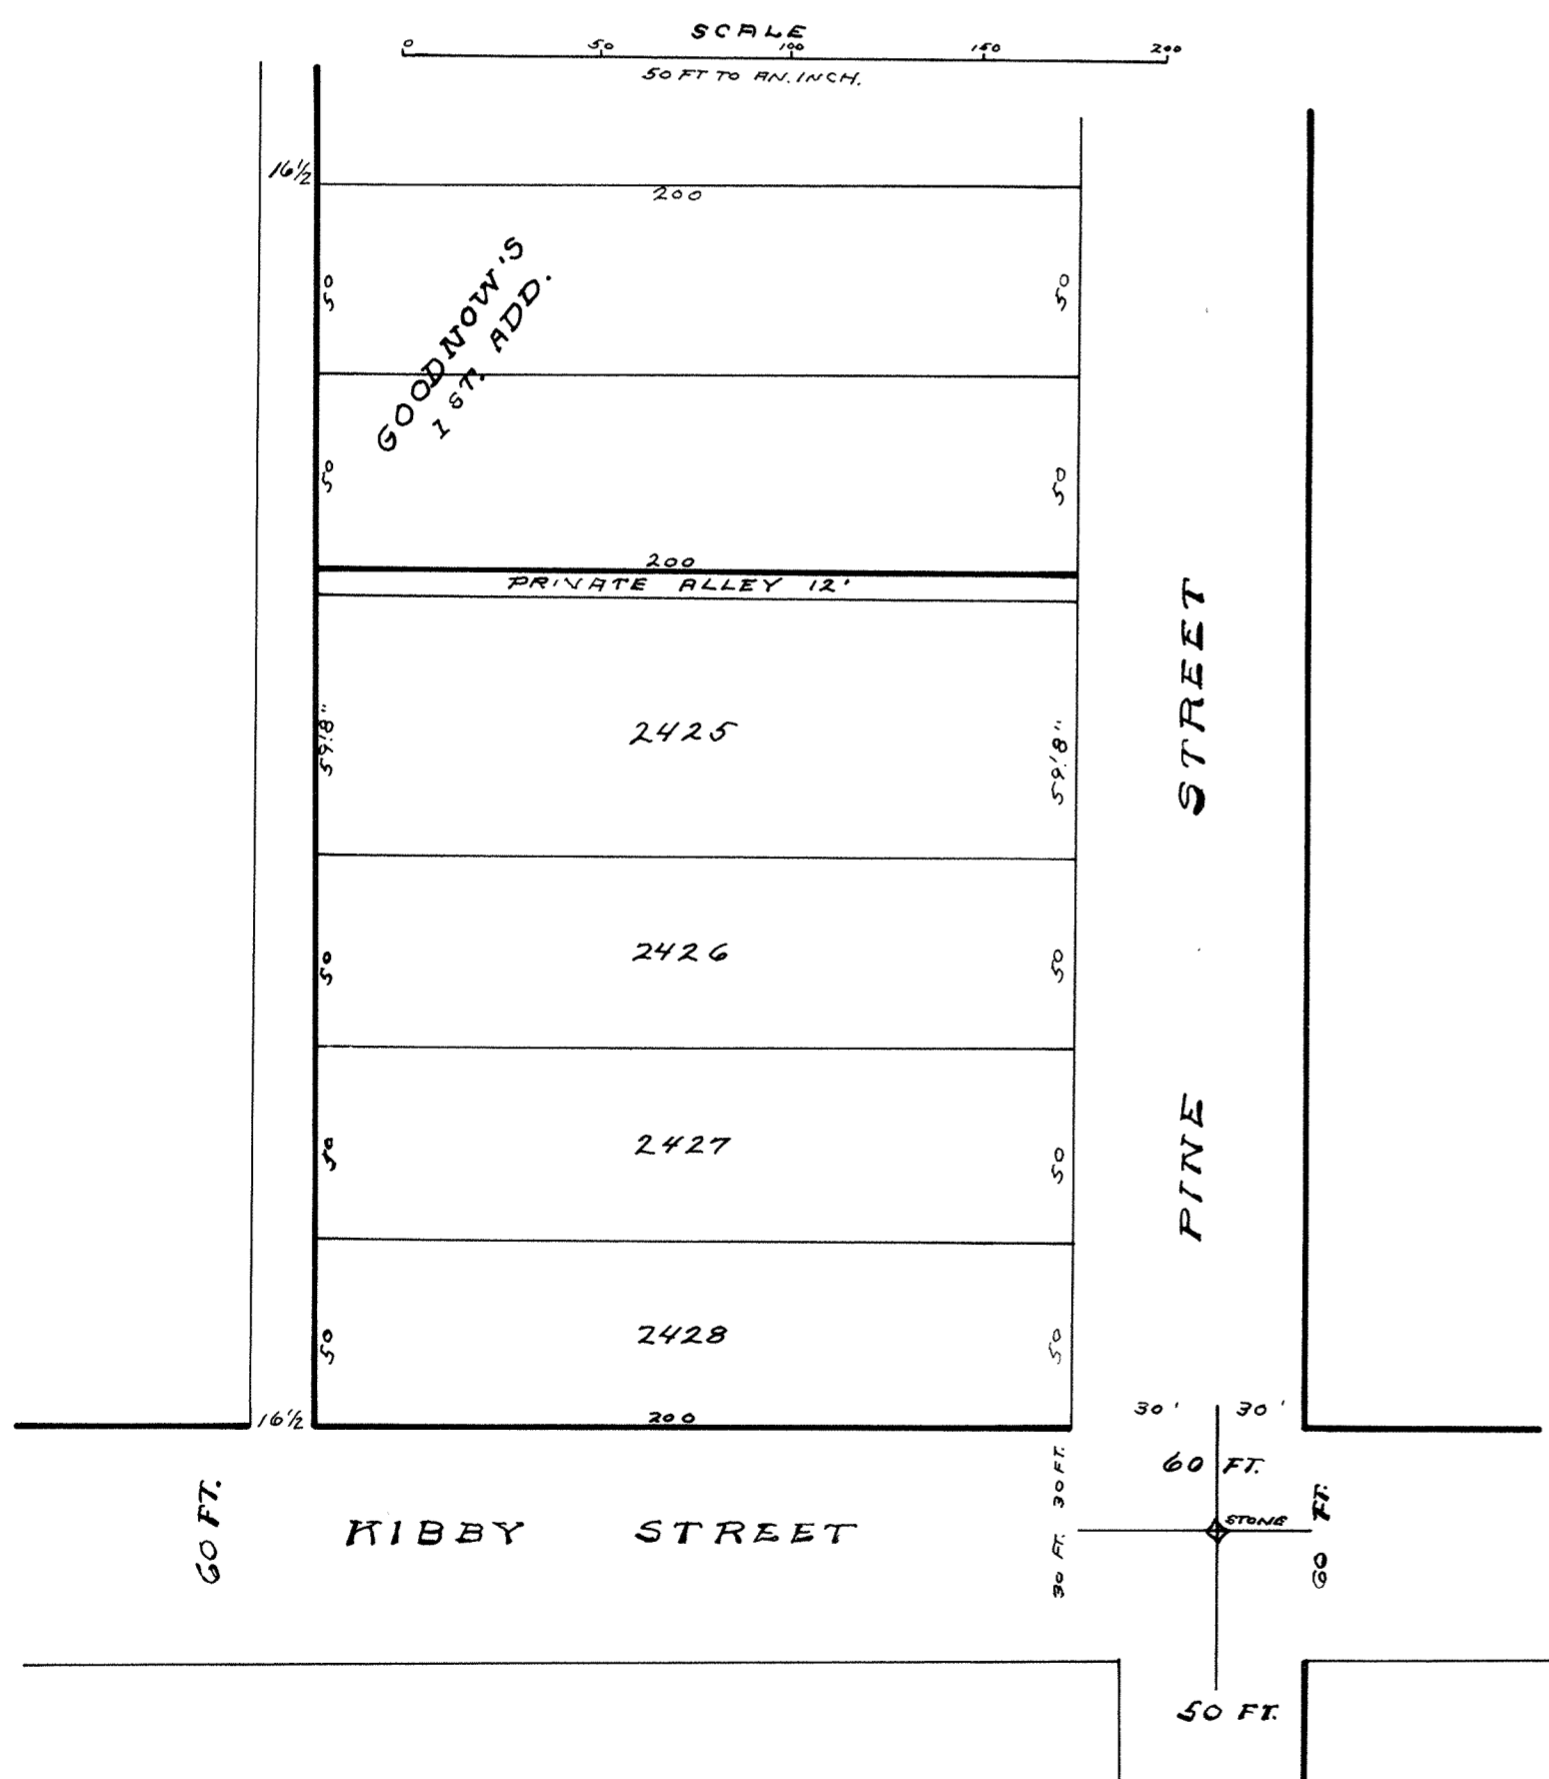 SCALE
0 50 100 150 200
50 FT TO AN. INCH.
16½
200
50
50
GOODNOW'S
1 ST. ADD.
50
50
200
PRIVATE ALLEY 12'
59'.8"
2425
59'.8"
50
2426
50
50
2427
50
50
2428
50
16½
200
STREET
PINE
30' 30'
60 FT.
30 FT.
30 FT.
STONE
60 FT.
60 FT.
KIBBY STREET
50 FT.